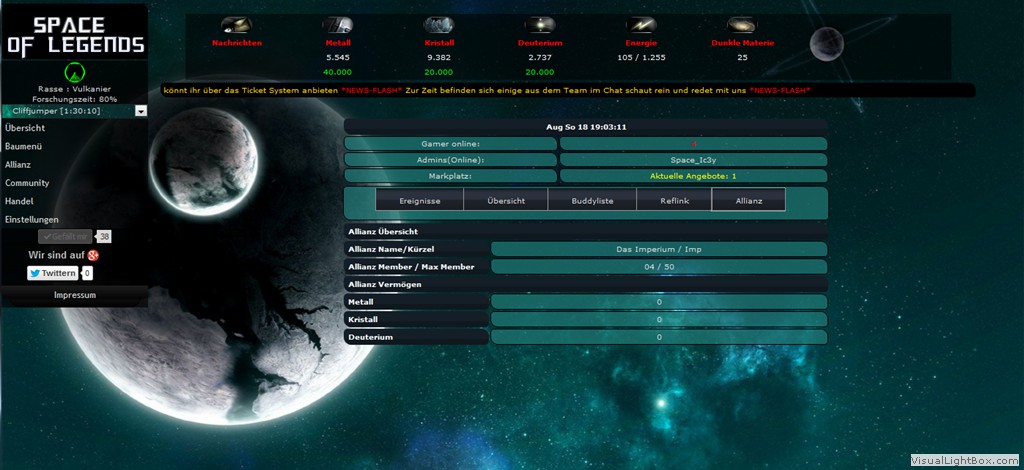 SPACE
OF LEGENDS
Rasse : Vulkanier
Forschungszeit: 80%
Cliffjumper [1:30:10]
Übersicht
Baumenü
Allianz
Community
Handel
Einstellungen
Gefällt mir 38
Wir sind auf
Twittern 0
Impressum
Nachrichten Metall Kristall Deuterium Energie Dunkle Materie
5.545 9.382 2.737 105 / 1.255 25
40.000 20.000 20.000
könnt ihr über das Ticket System anbieten *NEWS-FLASH* Zur Zeit befinden sich einige aus dem Team im Chat schaut rein und redet mit uns *NEWS-FLASH*
Aug So 18 19:03:11
Gamer online:
Admins(Online): Space_Ic3y
Markplatz: Aktuelle Angebote: 1
Ereignisse Übersicht Buddyliste Reflink Allianz
Allianz Übersicht
Allianz Name/Kürzel Das Imperium / Imp
Allianz Member / Max Member 04 / 50
Allianz Vermögen
Metall 0
Kristall 0
Deuterium 0
VisualLightBox.com